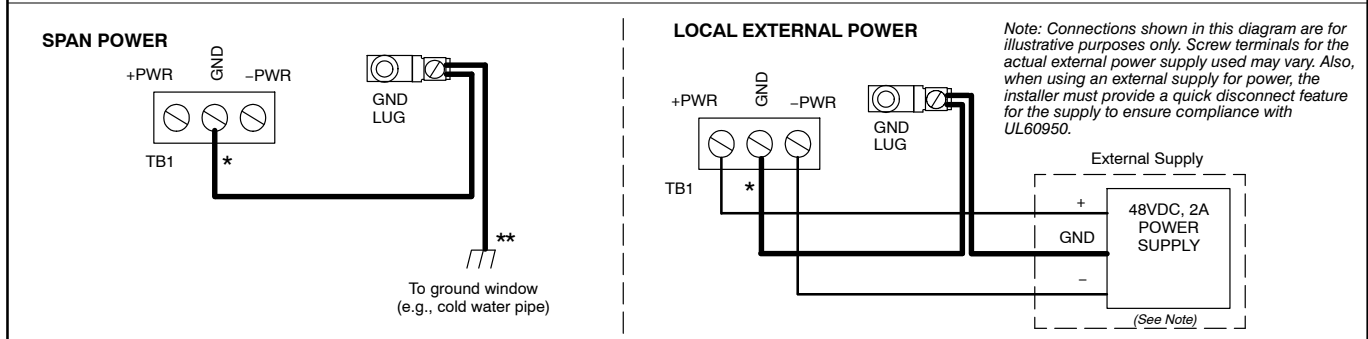 SPAN POWER
+PWR
GND
−PWR
GND
LUG
TB1
*
**
To ground window
(e.g., cold water pipe)
LOCAL EXTERNAL POWER
+PWR
GND
−PWR
GND
LUG
TB1
*
Note: Connections shown in this diagram are for
illustrative purposes only. Screw terminals for the
actual external power supply used may vary. Also,
when using an external supply for power, the
installer must provide a quick disconnect feature
for the supply to ensure compliance with
UL60950.
External Supply
+
GND
−
48VDC, 2A
POWER
SUPPLY
(See Note)